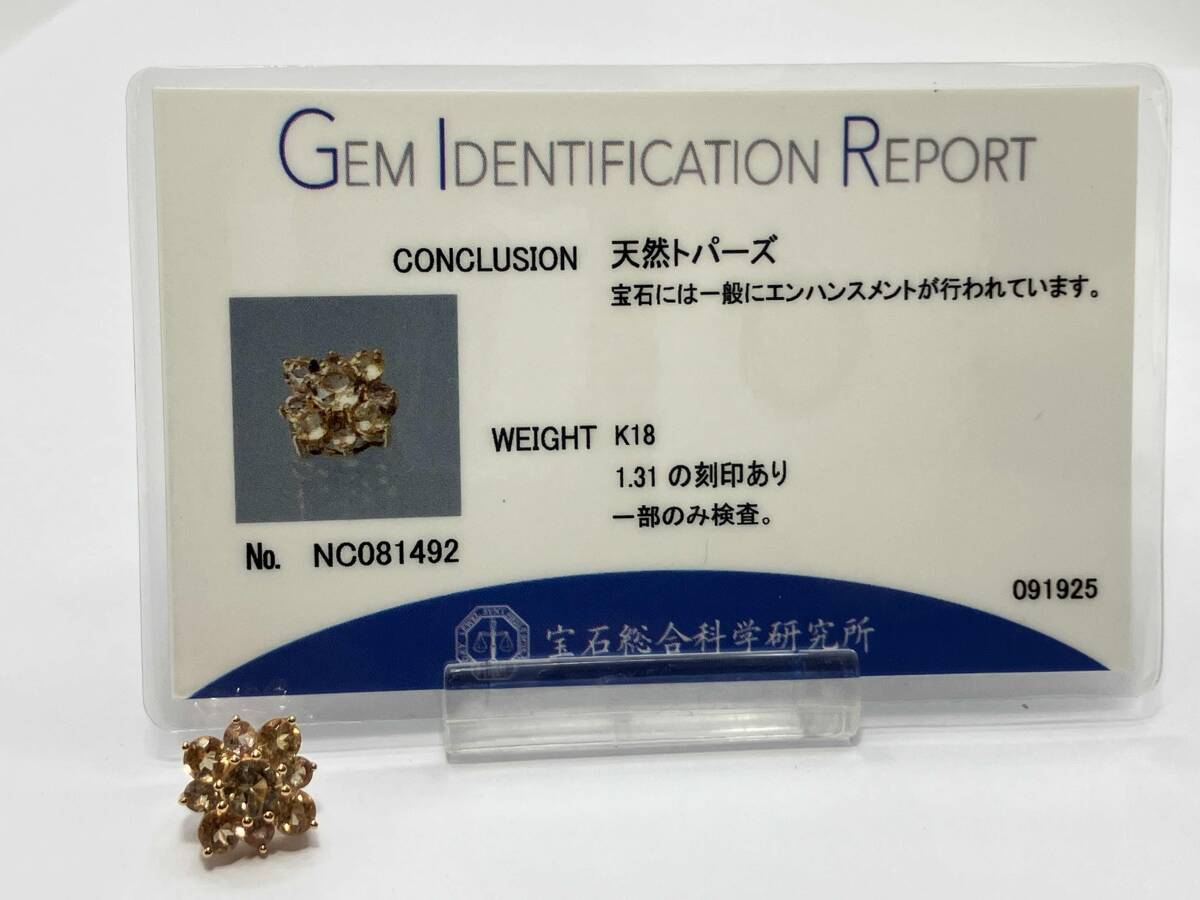 GEM IDENTIFICATION REPORT
CONCLUSION 天然トパーズ
宝石には一般にエンハンスメントが行われています。
WEIGHT K18
1.31 の刻印あり
一部のみ検査。
No. NC081492
091925
宝石総合科学研究所